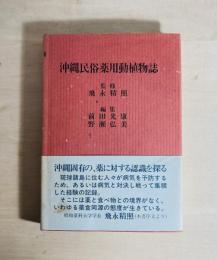 沖縄民俗薬用動植物誌
監修
飛永精照
編集
前田光康
野瀬弘美
沖縄固有の、薬に対する認識を探る
琉球諸島に住む人々が病気を予防する
ため、あるいは病気と対決し戦って集積し
た経験の記録。
そこには薬と食べ物との境界がなく、
いわゆる薬食同源の態度が生きている。
飛永精照